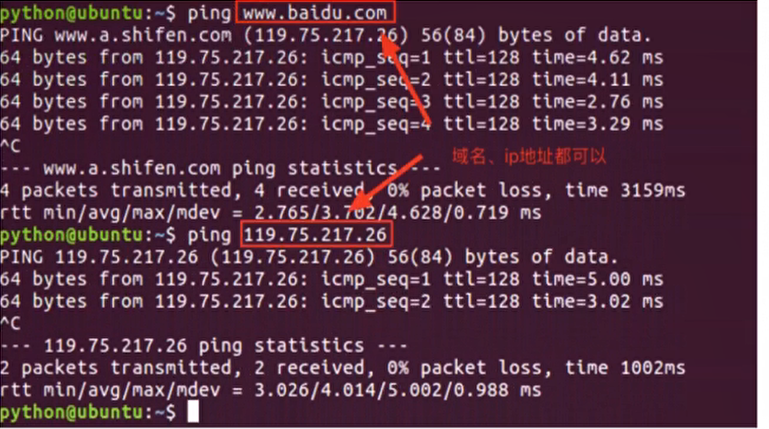 python@ubuntu:~$ ping www.baidu.com
PING www.a.shifen.com (119.75.217.26) 56(84) bytes of data.
64 bytes from 119.75.217.26: icmp_seq=1 ttl=128 time=4.62 ms
64 bytes from 119.75.217.26: icmp_seq=2 ttl=128 time=4.11 ms
64 bytes from 119.75.217.26: icmp_seq=3 ttl=128 time=2.76 ms
64 bytes from 119.75.217.26: icmp_seq=4 ttl=128 time=3.29 ms
^C
域名、ip地址都可以
--- www.a.shifen.com ping statistics ---
4 packets transmitted, 4 received, 0% packet loss, time 3159ms
rtt min/avg/max/mdev = 2.765/3.702/4.628/0.719 ms
python@ubuntu:~$ ping 119.75.217.26
PING 119.75.217.26 (119.75.217.26) 56(84) bytes of data.
64 bytes from 119.75.217.26: icmp_seq=1 ttl=128 time=5.00 ms
64 bytes from 119.75.217.26: icmp_seq=2 ttl=128 time=3.02 ms
^C
--- 119.75.217.26 ping statistics ---
2 packets transmitted, 2 received, 0% packet loss, time 1002ms
rtt min/avg/max/mdev = 3.026/4.014/5.002/0.988 ms
python@ubuntu:~$